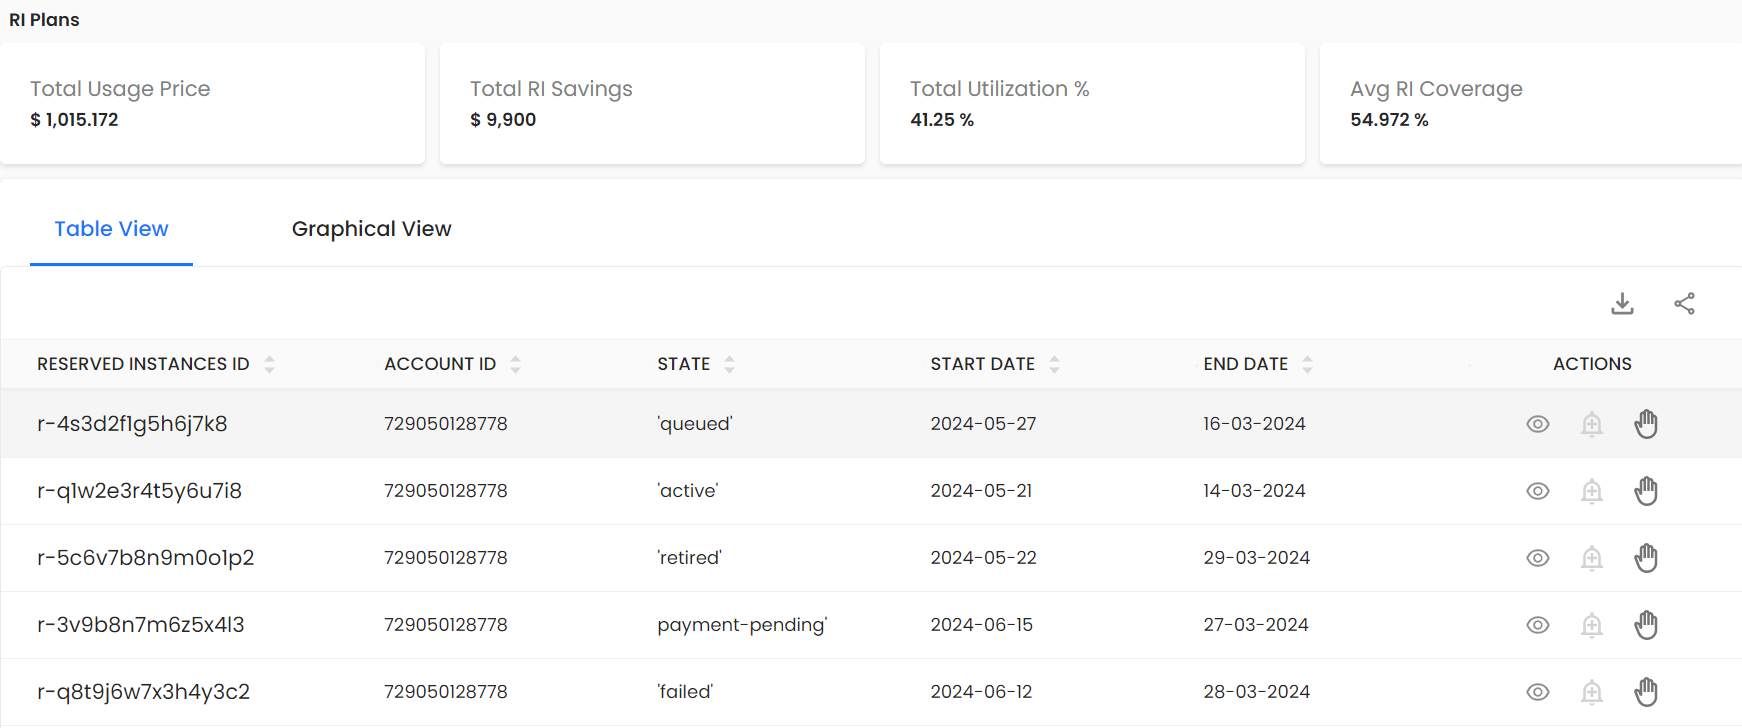 RI Plans
Total Usage Price Total RI Savings Total Utilization % Avg RI Coverage
$ 1,015.172 $ 9,900 41.25 % 54.972 %
Table View Graphical View
RESERVED INSTANCES ID ACCOUNT ID STATE START DATE END DATE ACTIONS
r-4s3d2f1g5h6j7k8 729050128778 'queued' 2024-05-27 16-03-2024
r-q1w2e3r4t5y6u7i8 729050128778 'active' 2024-05-21 14-03-2024
r-5c6v7b8n9m0o1p2 729050128778 'retired' 2024-05-22 29-03-2024
r-3v9b8n7m6z5x4l3 729050128778 payment-pending' 2024-06-15 27-03-2024
r-q8t9j6w7x3h4y3c2 729050128778 'failed' 2024-06-12 28-03-2024